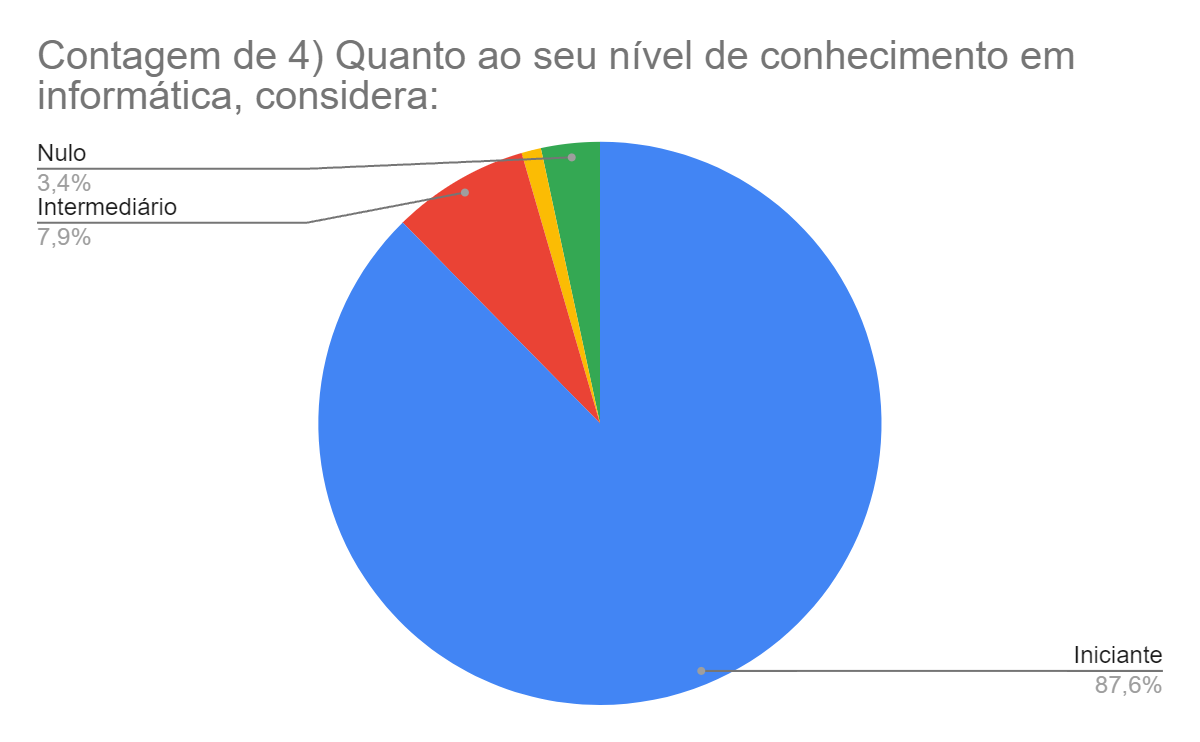 Contagem de 4) Quanto ao seu nível de conhecimento em
informática, considera:
Nulo
3,4%
Intermediário
7,9%
Iniciante
87,6%